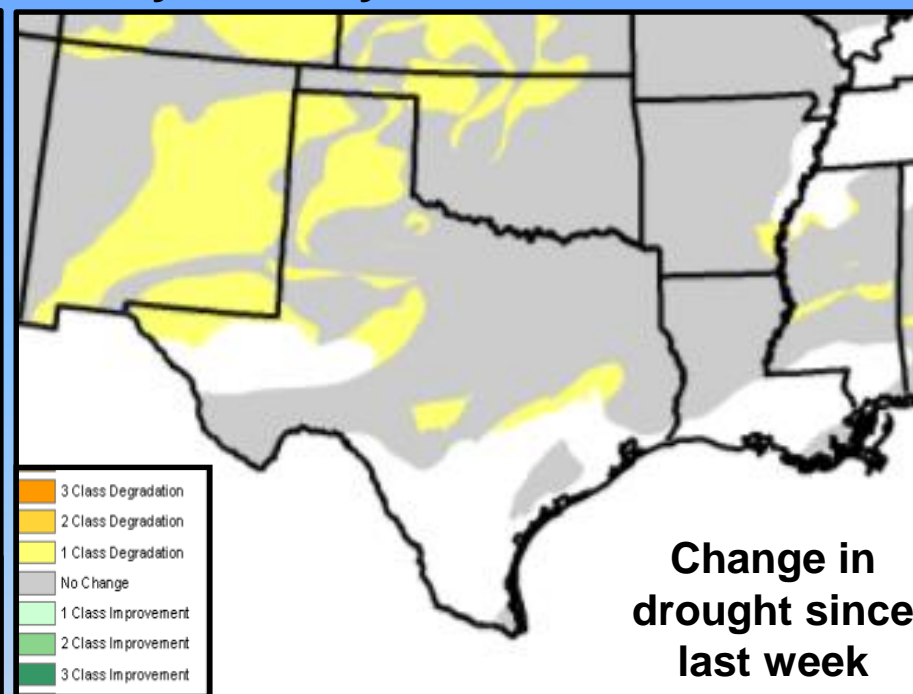 3 Class Degradation
2 Class Degradation
1 Class Degradation
No Change
1 Class Improvement
2 Class Improvement
3 Class Improvement
Change in
drought since
last week